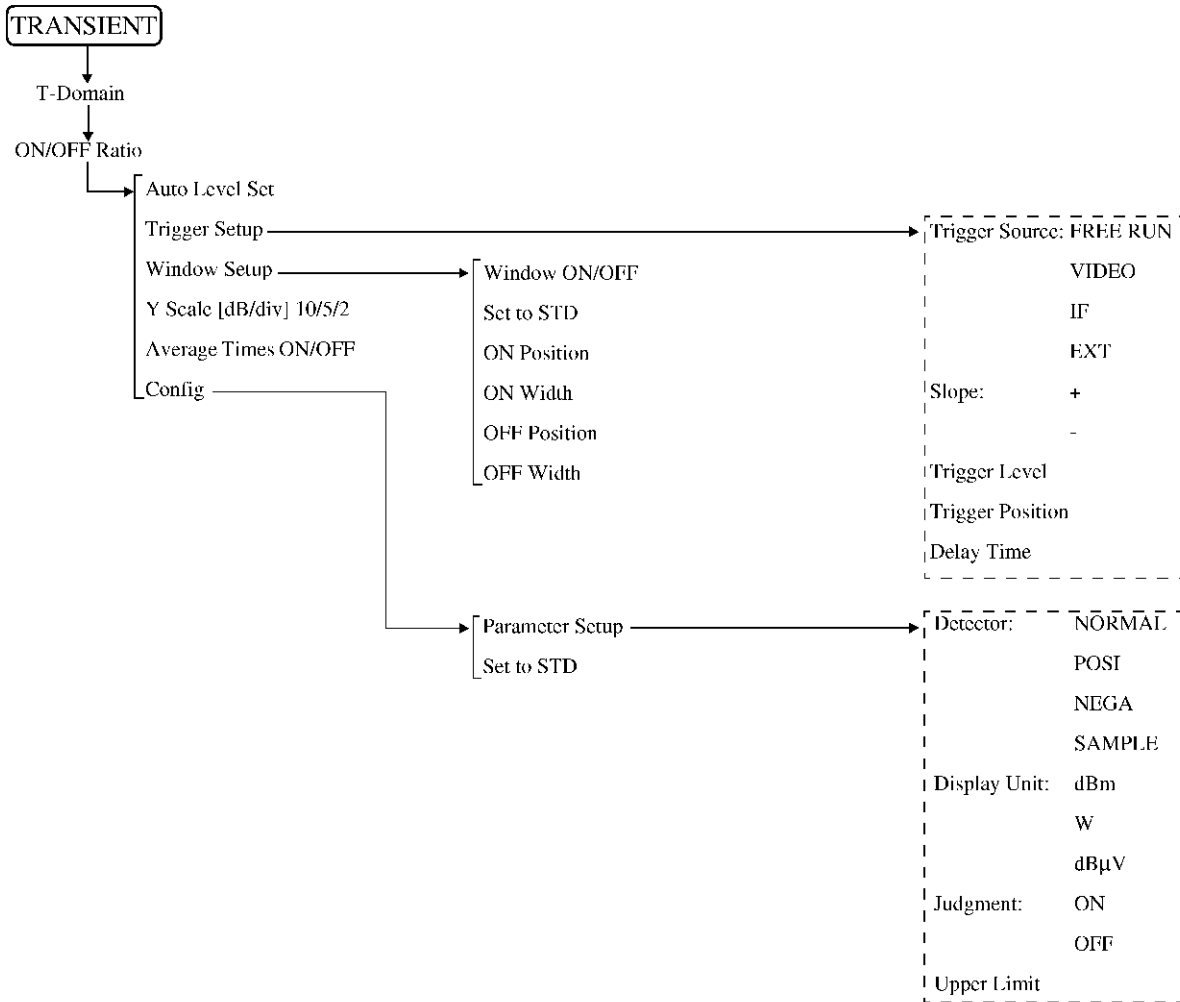 TRANSIENT
T-Domain
ON/OFF Ratio
Auto Level Set
Trigger Setup
Window Setup
Y Scale [dB/div] 10/5/2
Average Times ON/OFF
Config
Window ON/OFF
Set to STD
ON Position
ON Width
OFF Position
OFF Width
Trigger Source: FREE RUN
VIDEO
IF
EXT
Slope: +
-
Trigger Level
Trigger Position
Delay Time
Parameter Setup
Set to STD
Detector: NORMAL
POSI
NEGA
SAMPLE
Display Unit: dBm
W
dBμV
Judgment: ON
OFF
Upper Limit